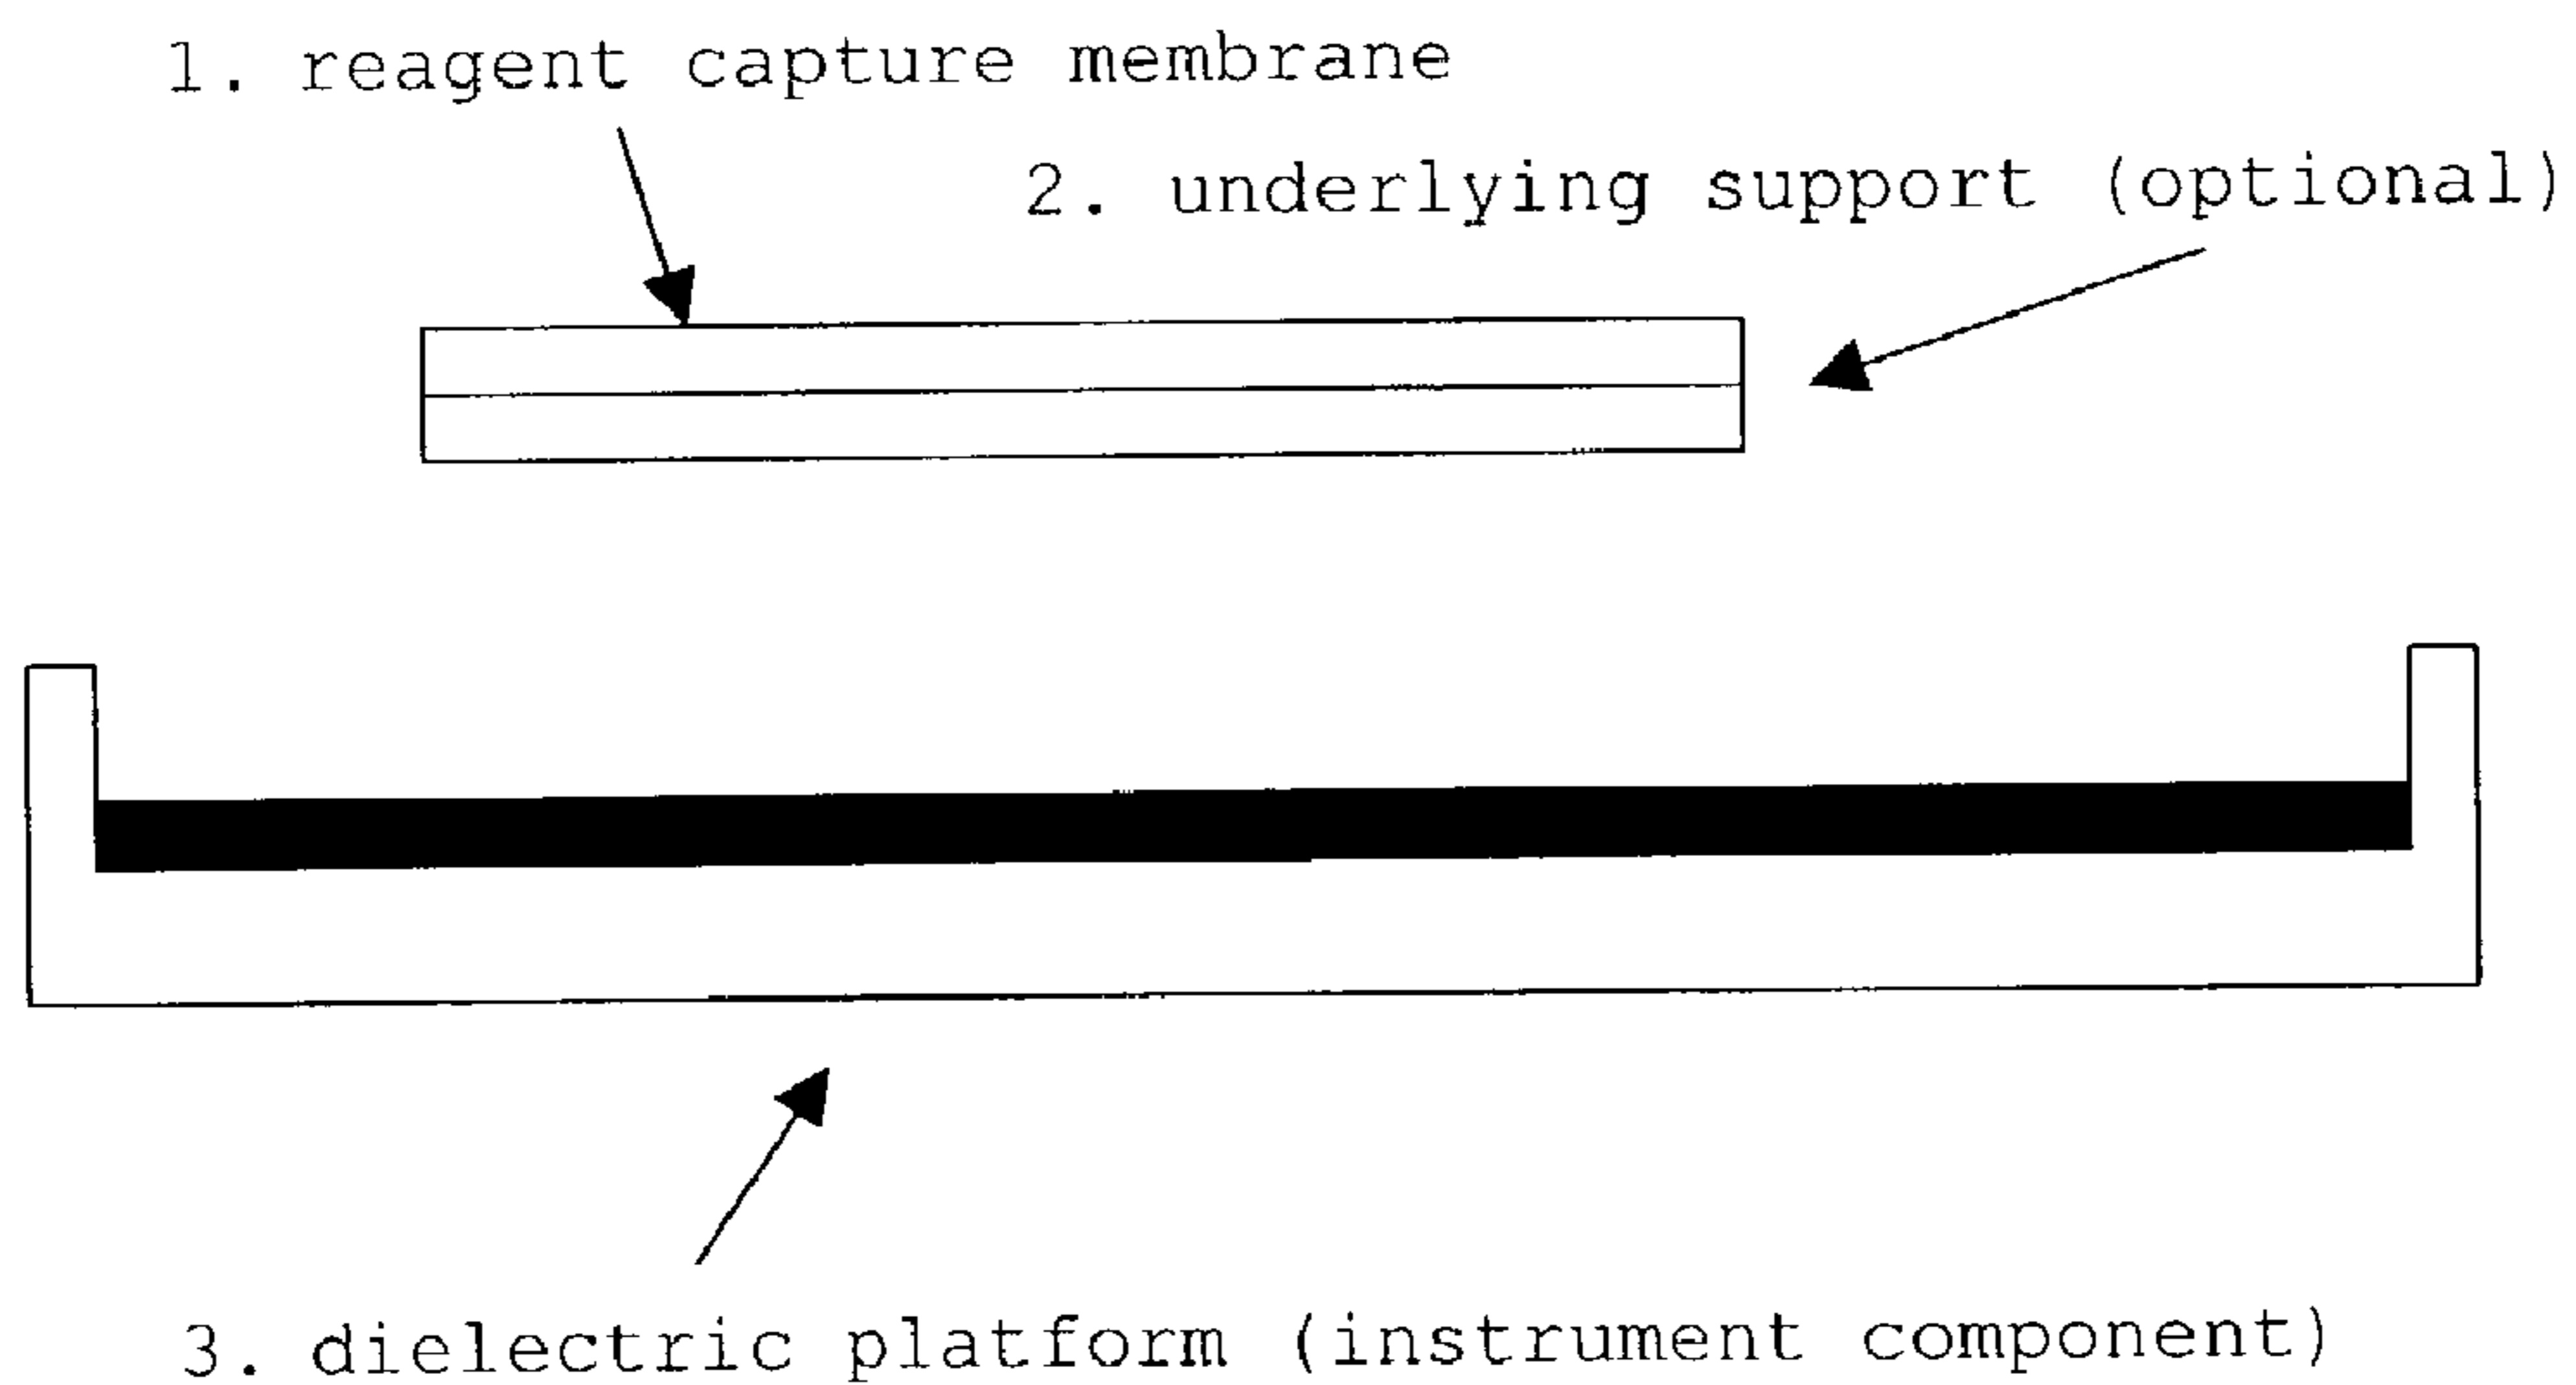 1. reagent capture membrane
2. underlying support (optional)
3. dielectric platform (instrument component)